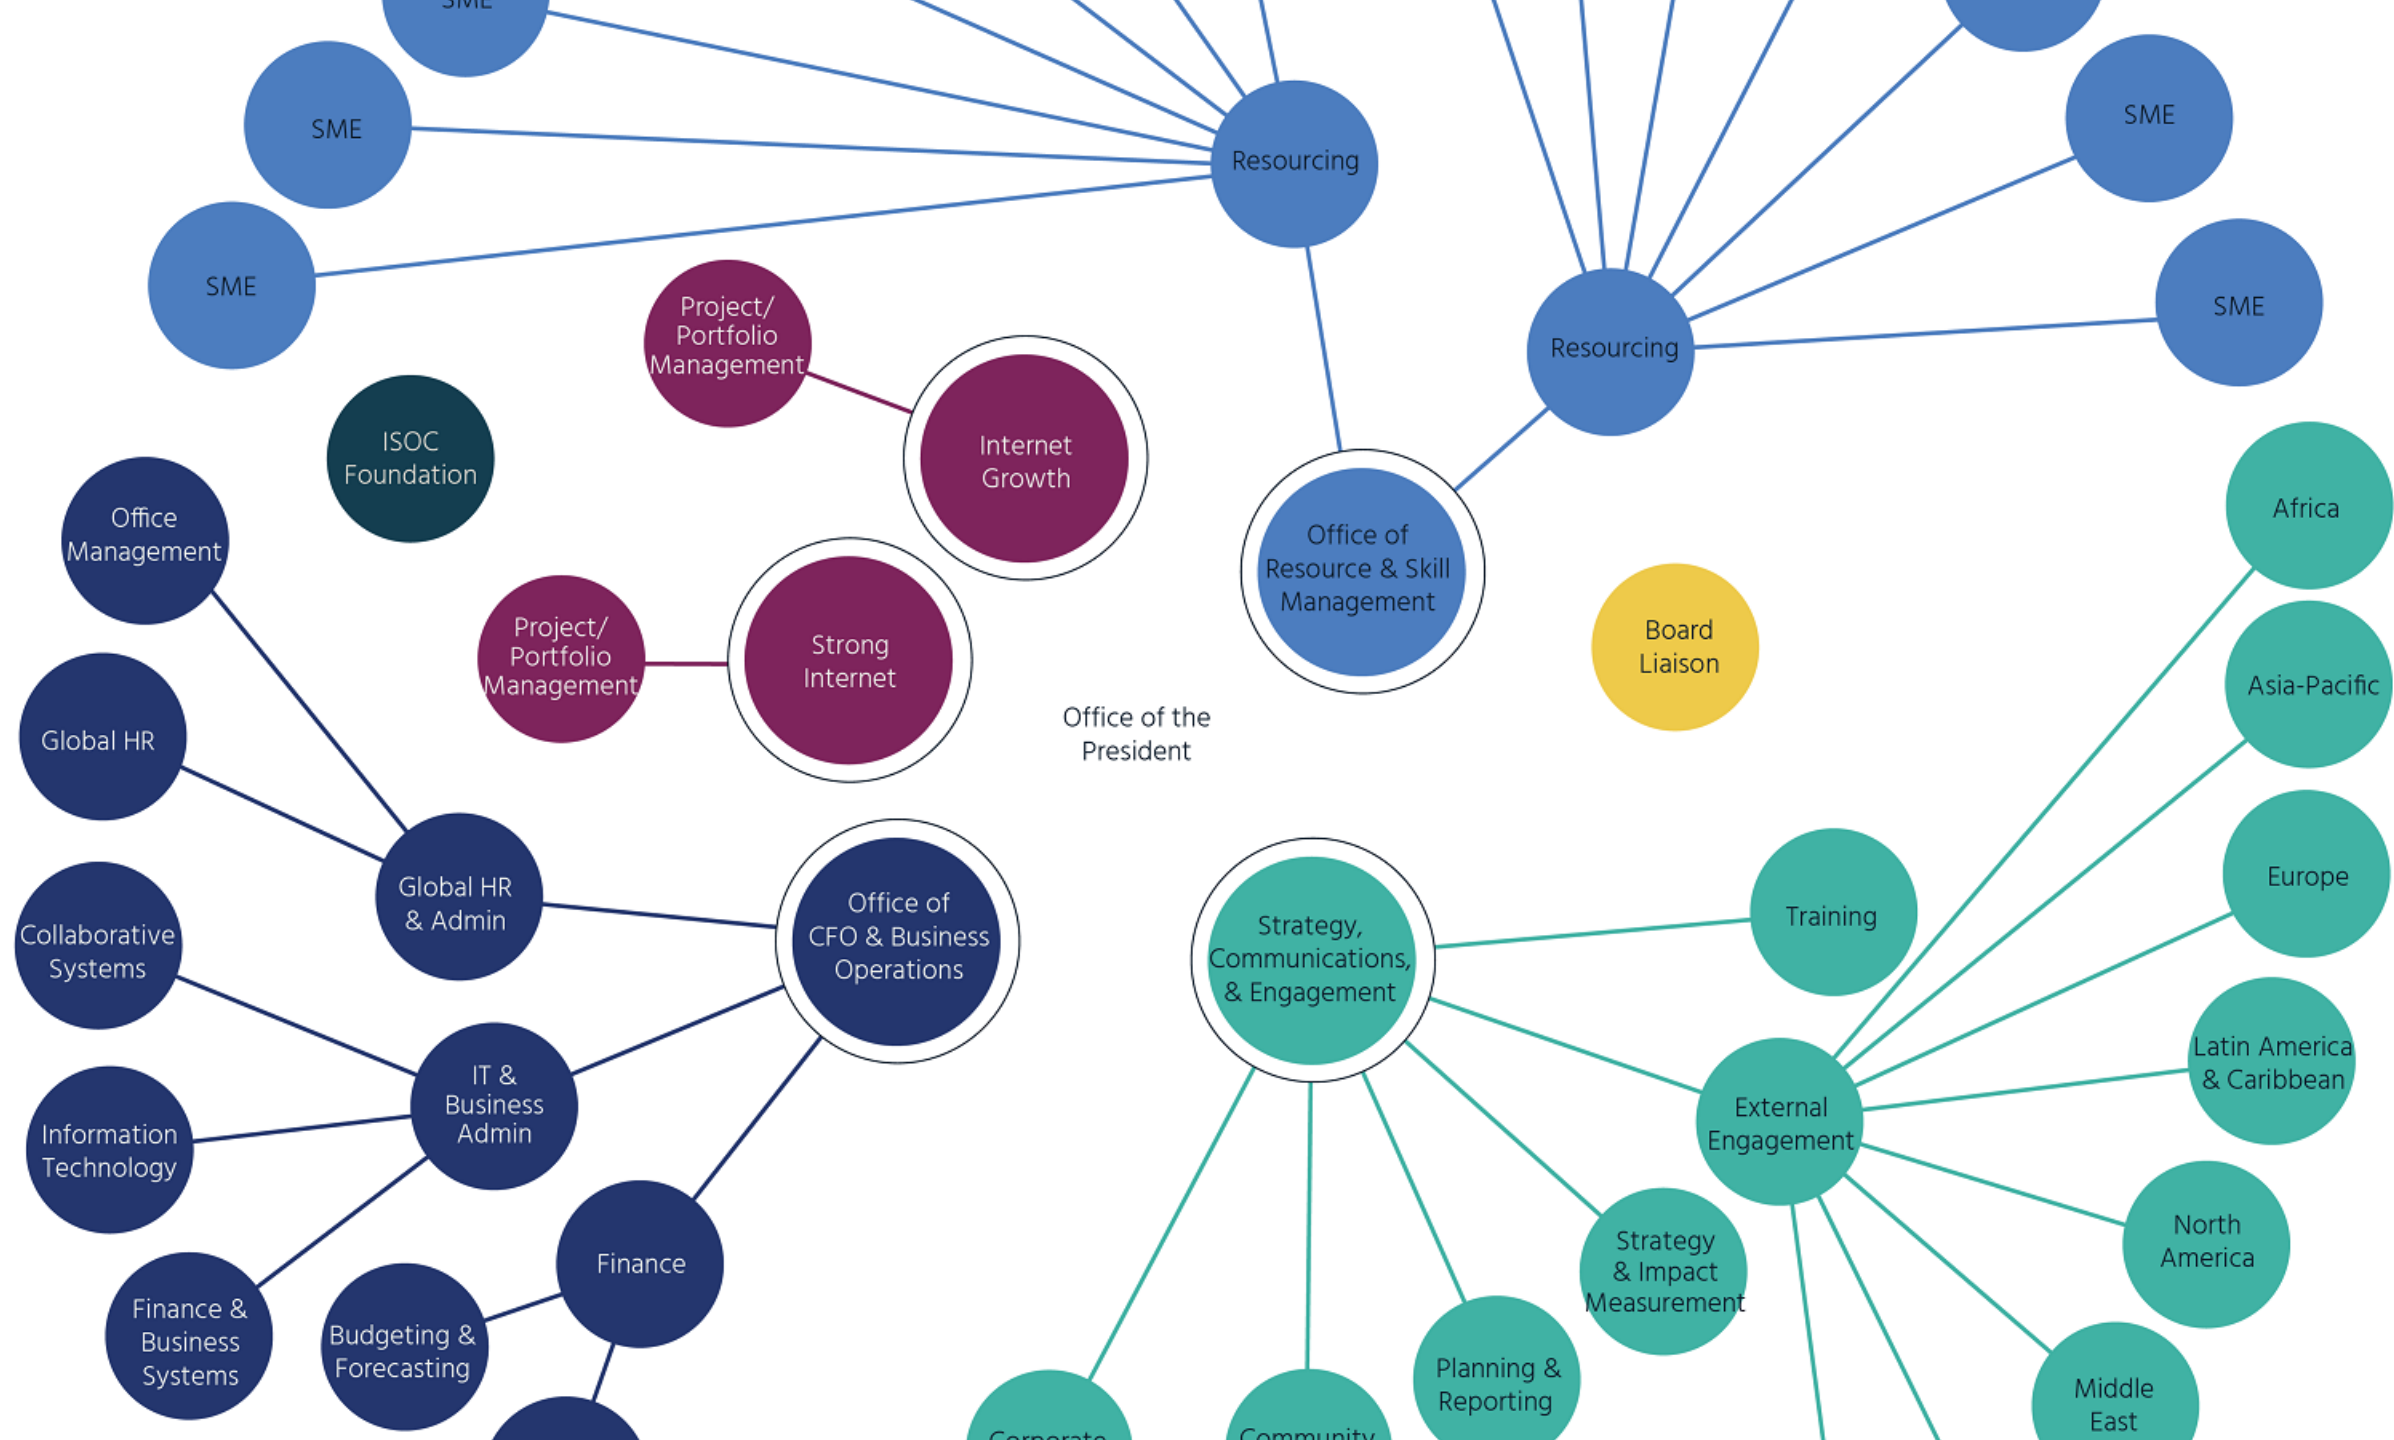 SME
SME
SME
Resourcing
SME
SME
Resourcing
Project/
Portfolio
Management
Internet
Growth
ISOC
Foundation
Office of
Resource & Skill
Management
Board
Liaison
Project/
Portfolio
Management
Strong
Internet
Office of the
President
Office
Management
Global HR
Global HR
& Admin
Office of
CFO & Business
Operations
Collaborative
Systems
IT &
Business
Admin
Information
Technology
Finance
Finance &
Business
Systems
Budgeting &
Forecasting
Strategy,
Communications,
& Engagement
Training
Africa
Asia-Pacific
Europe
Latin America
& Caribbean
External
Engagement
North
America
Middle
East
Strategy
& Impact
Measurement
Planning &
Reporting
Community
Corporate